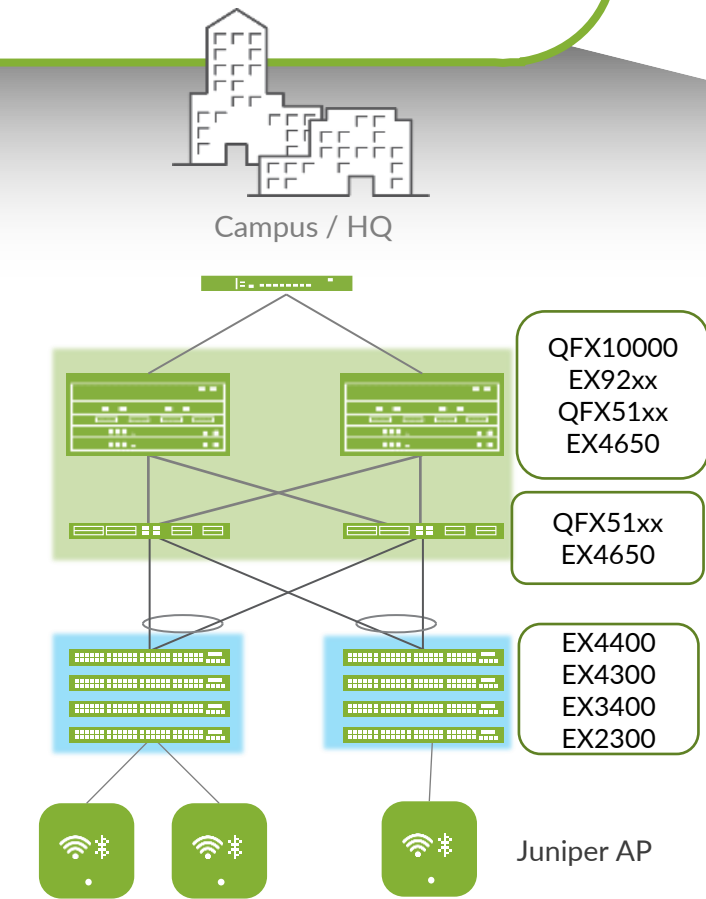 Campus / HQ
QFX10000
EX92xx
QFX51xx
EX4650
QFX51xx
EX4650
EX4400
EX4300
EX3400
EX2300
Juniper AP